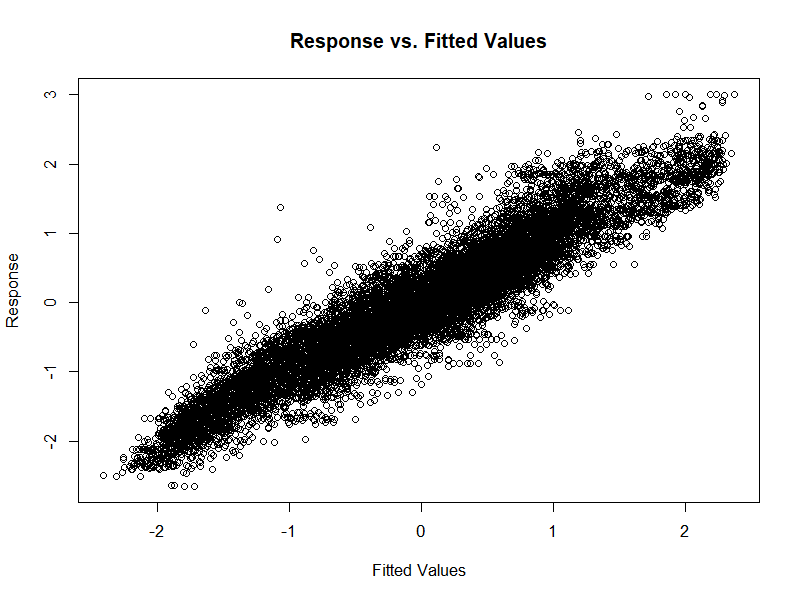 Response vs. Fitted Values
3
2
1
0
-1
-2
Response
-2 -1 0 1 2
Fitted Values